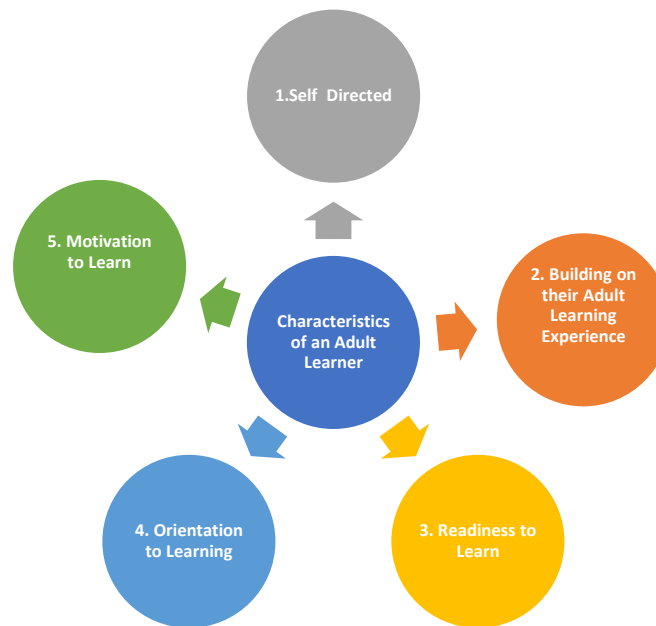 1.Self Directed
2. Building on
their Adult
Learning
Experience
3. Readiness to
Learn
4. Orientation
to Learning
5. Motivation
to Learn
Characteristics
of an Adult
Learner